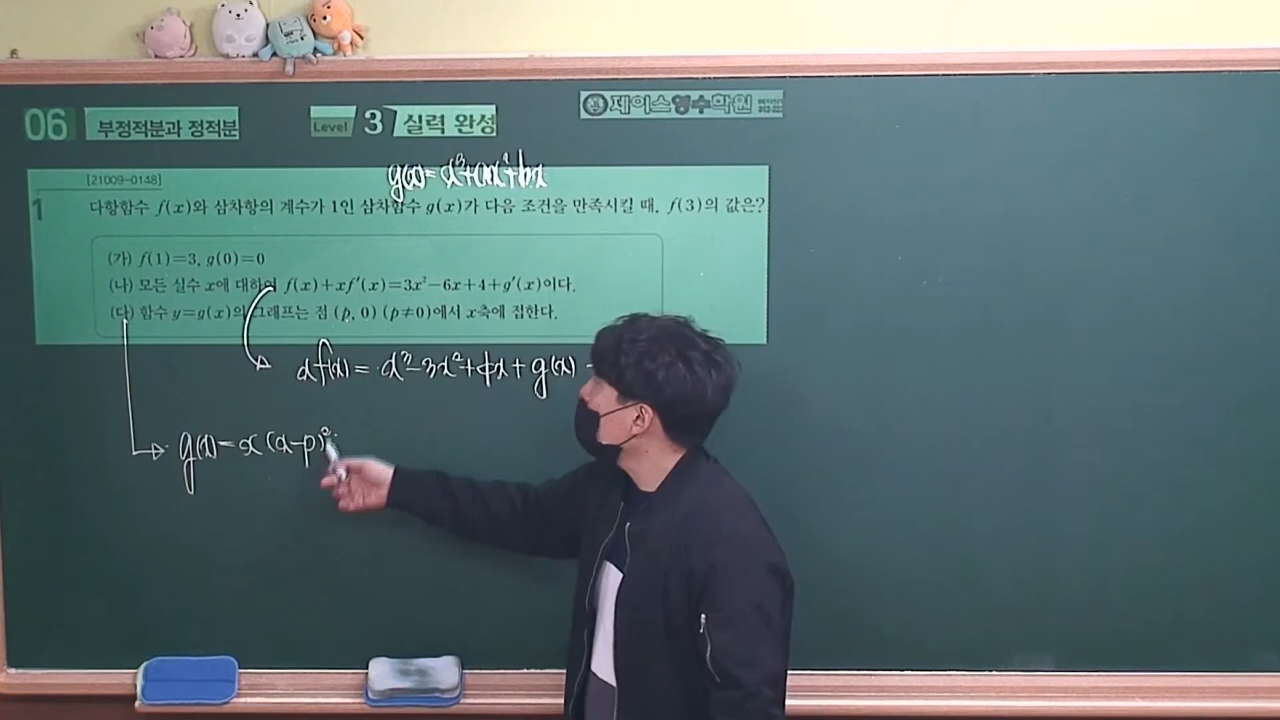 06 부정적분과 정적분 Level 3 실력 완성 제이스영수학원
g(x)=x³+ax²+bx
[21009-0148]
1 다항함수 f(x)와 삼차항의 계수가 1인 삼차함수 g(x)가 다음 조건을 만족시킬 때, f(3)의 값은?
(가) f(1)=3, g(0)=0
(나) 모든 실수 x에 대하여 f(x)+xf′(x)=3x²−6x+4+g′(x)이다.
(다) 함수 y=g(x)의 그래프는 점 (p, 0) (p≠0)에서 x축에 접한다.
xf(x)=x³−3x²+4x+g(x)
g(x)=x(x−p)²